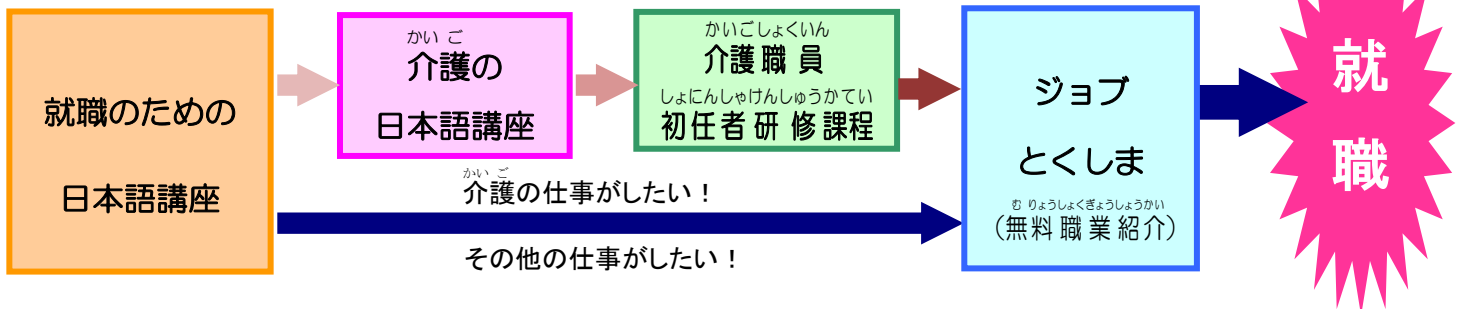 就職のための
日本語講座
かいご
介護の
日本語講座
かいごしょくいん
介護職員
しょにんしゃけんしゅうかてい
初任者研修課程
かいご
介護の仕事がしたい！
その他の仕事がしたい！
ジョブ
とくしま
むりょうしょくぎょうしょうかい
（無料職業紹介）
就
職